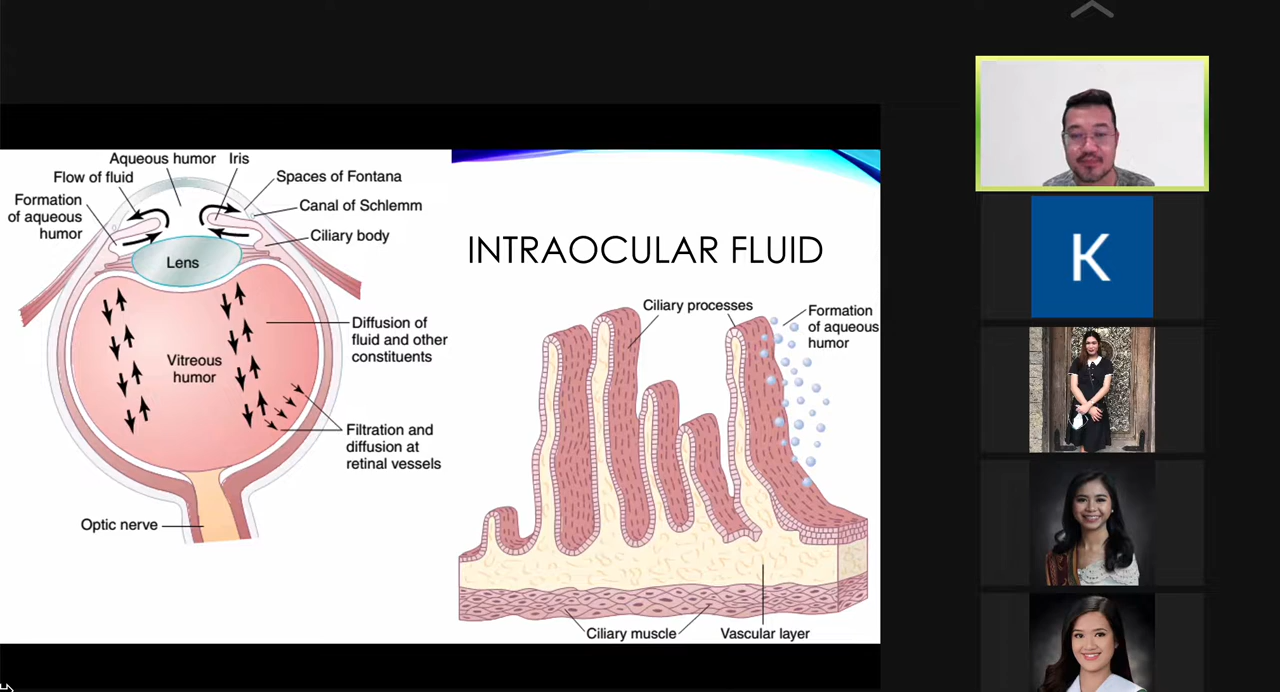 Aqueous humor
Iris
Flow of fluid
Spaces of Fontana
Formation
of aqueous
humor
Canal of Schlemm
Ciliary body
Lens
Diffusion of
fluid and other
constituents
Vitreous
humor
Filtration and
diffusion at
retinal vessels
Optic nerve
INTRAOCULAR FLUID
Ciliary processes
Formation
of aqueous
humor
Ciliary muscle
Vascular layer
K